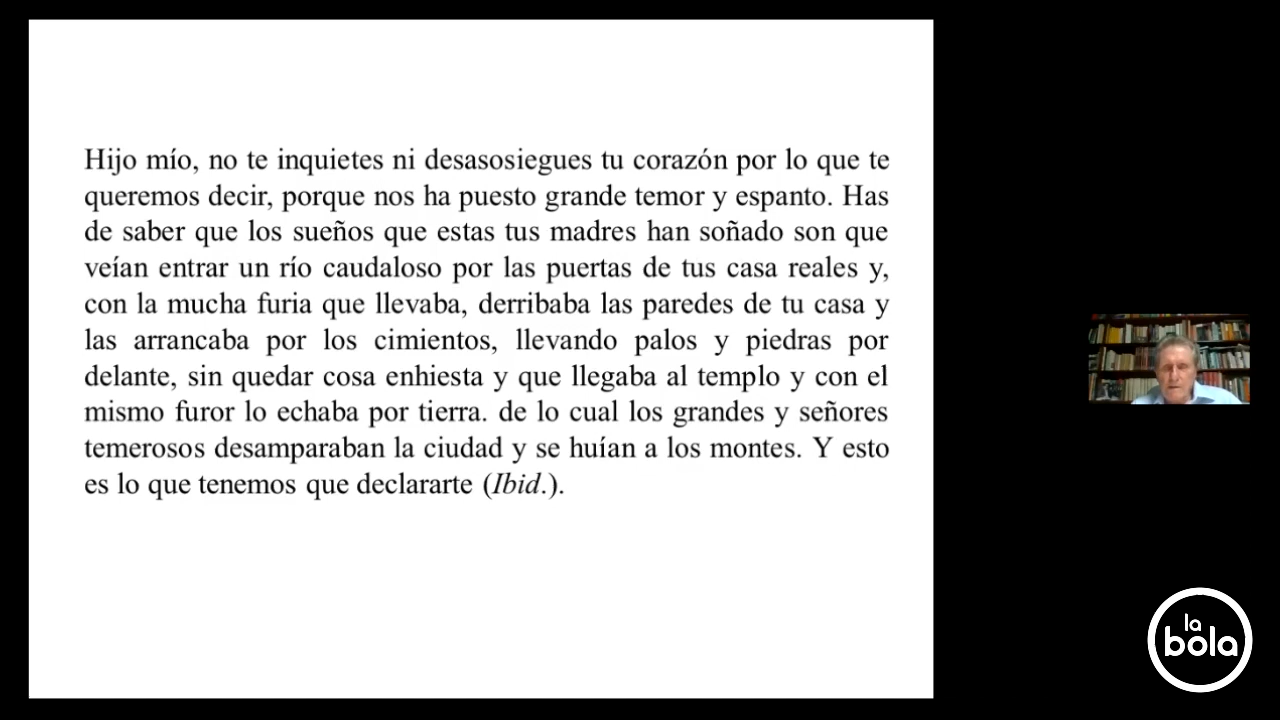 Hijo mío, no te inquietes ni desasosiegues tu corazón por lo que te
queremos decir, porque nos ha puesto grande temor y espanto. Has
de saber que los sueños que estas tus madres han soñado son que
veían entrar un río caudaloso por las puertas de tus casa reales y,
con la mucha furia que llevaba, derribaba las paredes de tu casa y
las arrancaba por los cimientos, llevando palos y piedras por
delante, sin quedar cosa enhiesta y que llegaba al templo y con el
mismo furor lo echaba por tierra. de lo cual los grandes y señores
temerosos desamparaban la ciudad y se huían a los montes. Y esto
es lo que tenemos que declararte (Ibid.).
la
bola